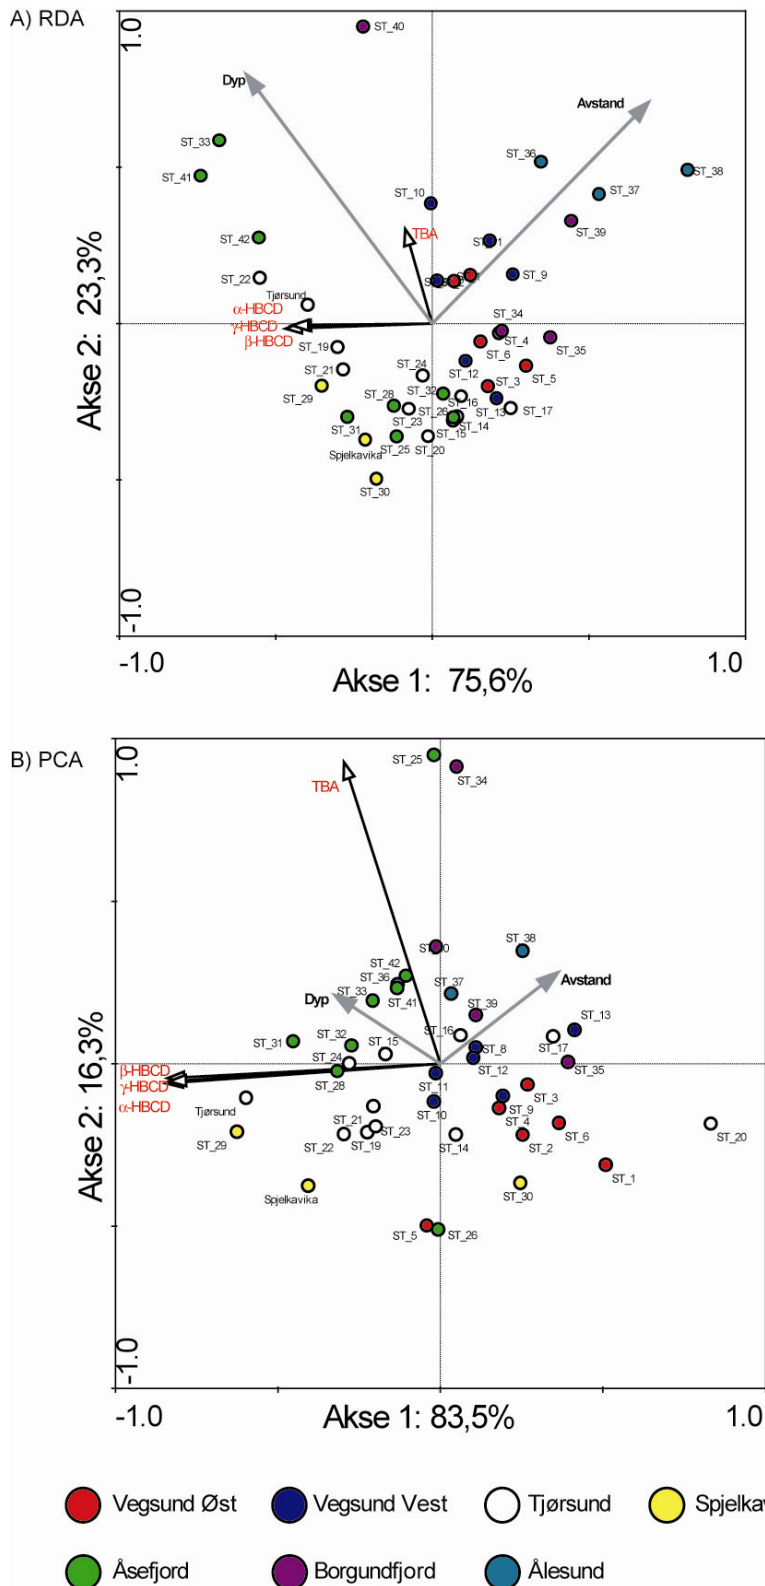 A) RDA
1.0
ST_40
Dyp
Avstand
ST_33
ST_36
ST_41
ST_38
ST_37
ST_10
ST_39
TBA
ST_42
ST_9
ST_22
Tjørsund
α-HBCD
γ-HBCD
β-HBCD
ST_34
ST_4
ST_35
ST_19
ST_6
ST_24
ST_21
ST_12
ST_5
ST_29
ST_28
ST_32
ST_3
ST_16
ST_26
ST_13
ST_17
ST_31
ST_23
ST_14
ST_15
Spjelkavika
ST_25
ST_20
ST_30
Akse 2: 23,3%
-1.0
-1.0
1.0
Akse 1: 75,6%
B) PCA
1.0
ST_25
ST_34
TBA
ST_38
ST_42
ST_36
ST_37
Avstand
ST_33
Dyp
ST_41
ST_39
ST_13
ST_31
ST_32
ST_15
ST_16
ST_8
ST_17
ST_24
ST_12
ST_35
β-HBCD
γ-HBCD
α-HBCD
ST_28
ST_11
ST_3
Tjørsund
ST_10
ST_9
ST_21
ST_4
ST_6
ST_20
ST_29
ST_22
ST_19
ST_23
ST_14
ST_2
ST_1
Spjelkavika
ST_30
ST_5
ST_26
Akse 2: 16,3%
-1.0
-1.0
1.0
Akse 1: 83,5%
Vegsund Øst
Vegsund Vest
Tjørsund
Åsefjord
Borgundfjord
Ålesund